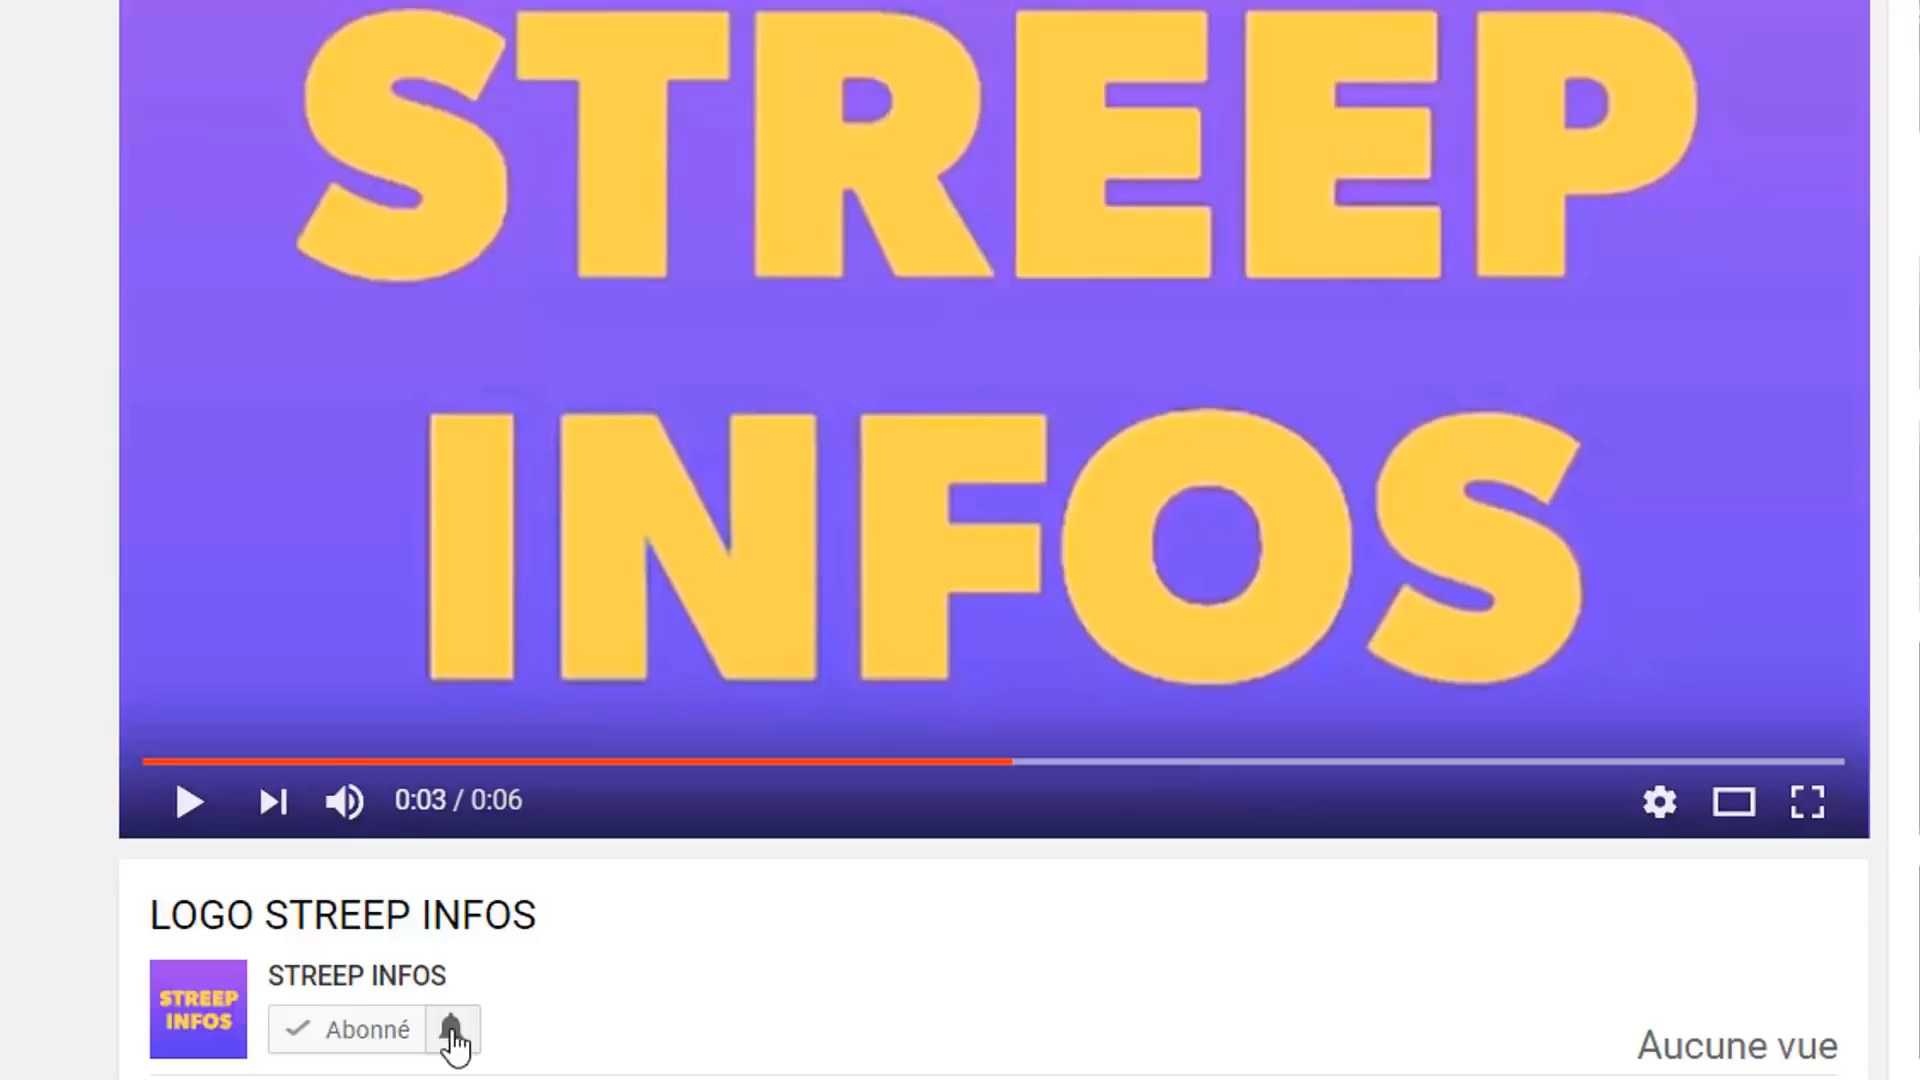 STREEP
INFOS
0:03 / 0:06
LOGO STREEP INFOS
STREEP INFOS
STREEP
INFOS
Abonné
Aucune vue